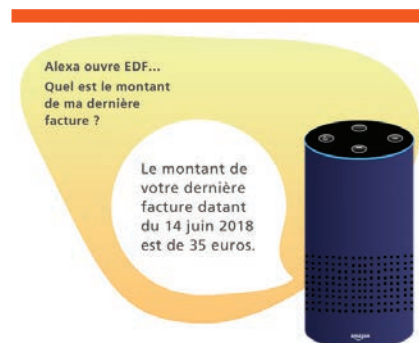 Alexa ouvre EDF...
Quel est le montant
de ma dernière
facture ?
Le montant de
votre dernière
facture datant
du 14 juin 2018
est de 35 euros.
amazon